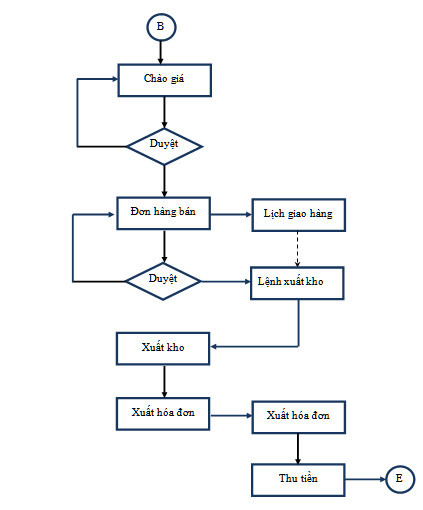 B
Chào giá
Duyệt
Đơn hàng bán
Lịch giao hàng
Duyệt
Lệnh xuất kho
Xuất kho
Xuất hóa đơn
Xuất hóa đơn
Thu tiền
E